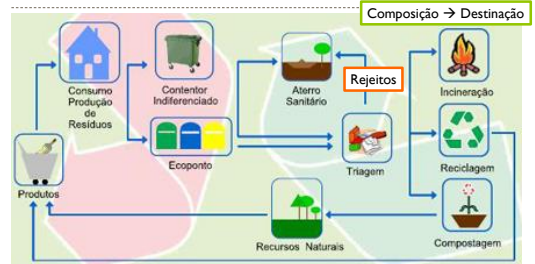 Composição → Destinação
Consumo
Produção
de
Resíduos
Contentor
Indiferenciado
Aterro
Sanitário
Rejeitos
Incineração
Ecoponto
Triagem
Reciclagem
Produtos
Recursos Naturais
Compostagem